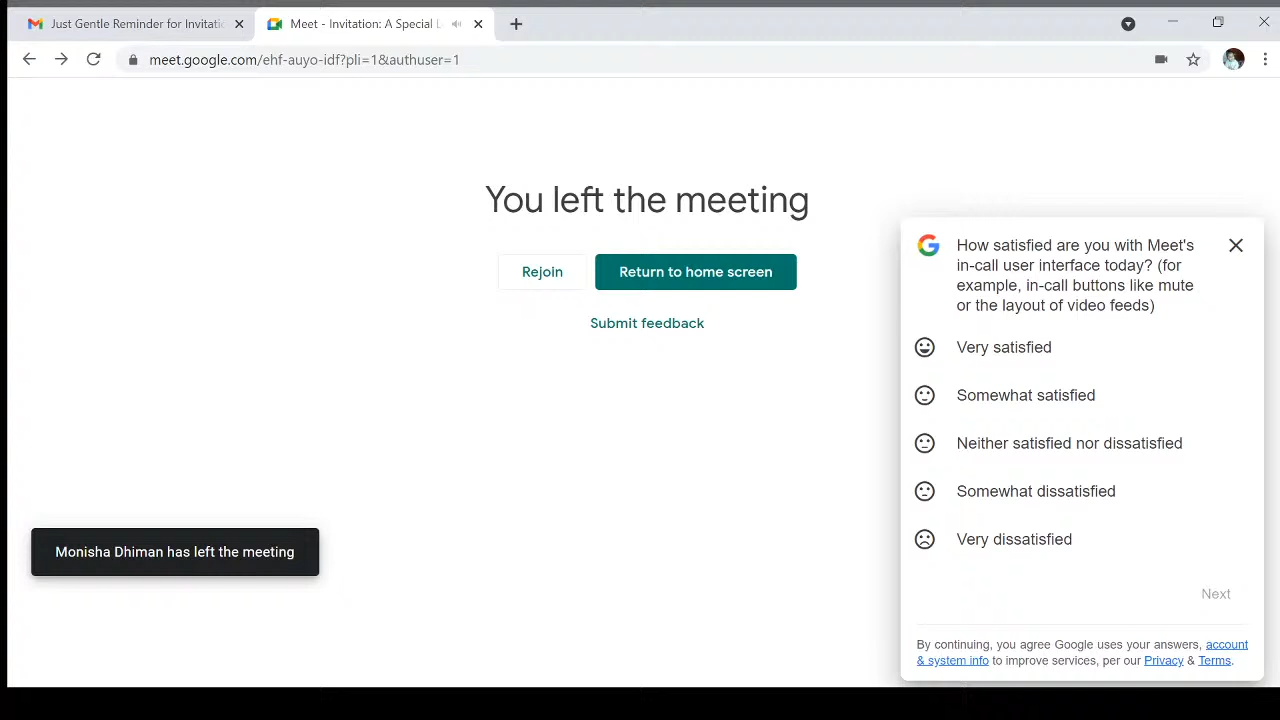 Just Gentle Reminder for Invitatio
Meet - Invitation: A Special L
meet.google.com/ehf-auyo-idf?pli=1&authuser=1
You left the meeting
Rejoin
Return to home screen
Submit feedback
How satisfied are you with Meet's
in-call user interface today? (for
example, in-call buttons like mute
or the layout of video feeds)
Very satisfied
Somewhat satisfied
Neither satisfied nor dissatisfied
Somewhat dissatisfied
Very dissatisfied
Next
By continuing, you agree Google uses your answers, account
& system info to improve services, per our Privacy & Terms.
Monisha Dhiman has left the meeting